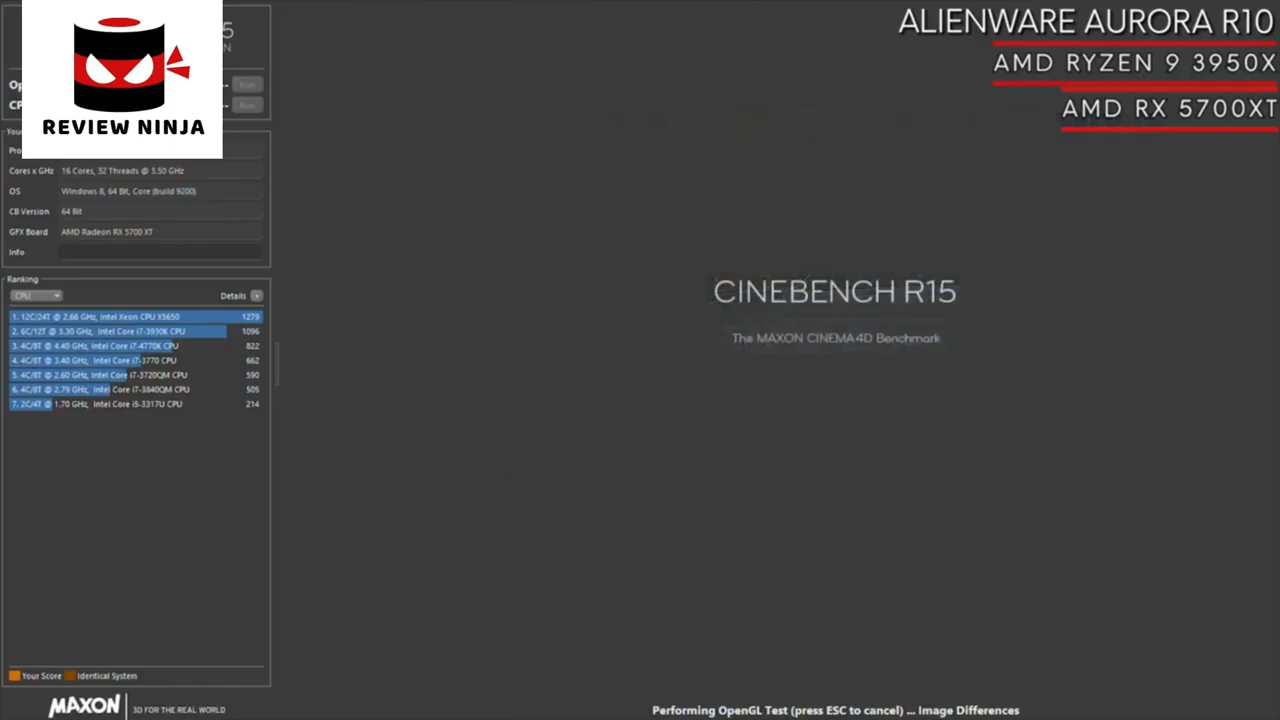 ALIENWARE AURORA R10
AMD RYZEN 9 3950X
AMD RX 5700XT
REVIEW NINJA
5
N
Op
-- Run
CP
-- Run
You
Pro
Cores x GHz 16 Cores, 32 Threads @ 3.50 GHz
OS Windows 8, 64 Bit, Core (build 9200)
CB Version 64 Bit
GFX Board AMD Radeon RX 5700 XT
Info
Ranking
CPU Details
1. 12C/24T @ 2.66 GHz, Intel Xeon CPU X5650 1279
2. 6C/12T @ 3.30 GHz, Intel Core i7-3930K CPU 1096
3. 4C/8T @ 4.40 GHz, Intel Core i7-4770K CPU 822
4. 4C/8T @ 3.40 GHz, Intel Core i7-3770 CPU 662
5. 4C/8T @ 2.60 GHz, Intel Core i7-3720QM CPU 590
6. 4C/8T @ 2.79 GHz, Intel Core i7-3840QM CPU 505
7. 2C/4T @ 1.70 GHz, Intel Core i5-3317U CPU 214
CINEBENCH R15
The MAXON CINEMA 4D Benchmark
Your Score Identical System
MAXON 3D FOR THE REAL WORLD
Performing OpenGL Test (press ESC to cancel) ... Image Differences